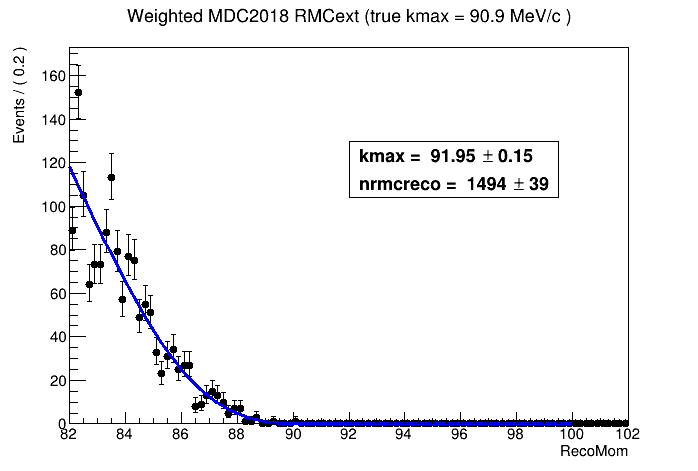 Weighted MDC2018 RMCext (true kmax = 90.9 MeV/c )
Events / ( 0.2 )
160
140
120
100
80
60
40
20
0
kmax = 91.95 ± 0.15
nrmcreco = 1494 ± 39
82 84 86 88 90 92 94 96 98 100 102
RecoMom